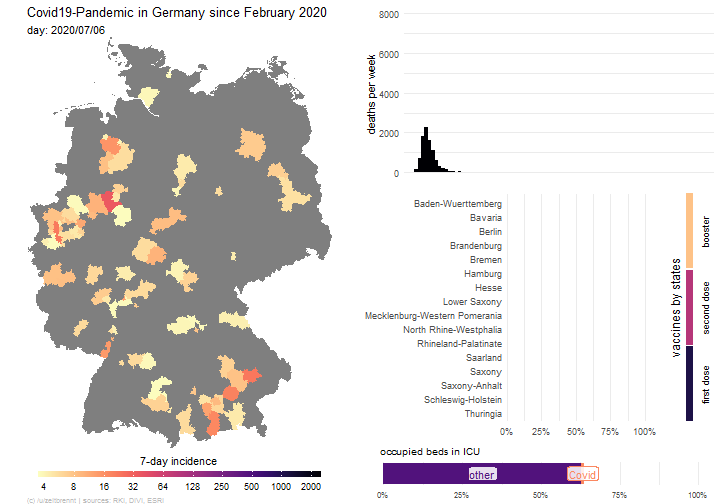 Covid19-Pandemic in Germany since February 2020
day: 2020/07/06
7-day incidence
4 8 16 32 64 128 256 500 1000 2000
(c) /u/zeitbrennt | sources: RKI, DIVI, ESRI
deaths per week
8000
6000
4000
2000
0
Baden-Wuerttemberg
Bavaria
Berlin
Brandenburg
Bremen
Hamburg
Hesse
Lower Saxony
Mecklenburg-Western Pomerania
North Rhine-Westphalia
Rhineland-Palatinate
Saarland
Saxony
Saxony-Anhalt
Schleswig-Holstein
Thuringia
0% 25% 50% 75% 100%
vaccines by states
booster
second dose
first dose
occupied beds in ICU
other Covid
0% 25% 50% 75% 100%